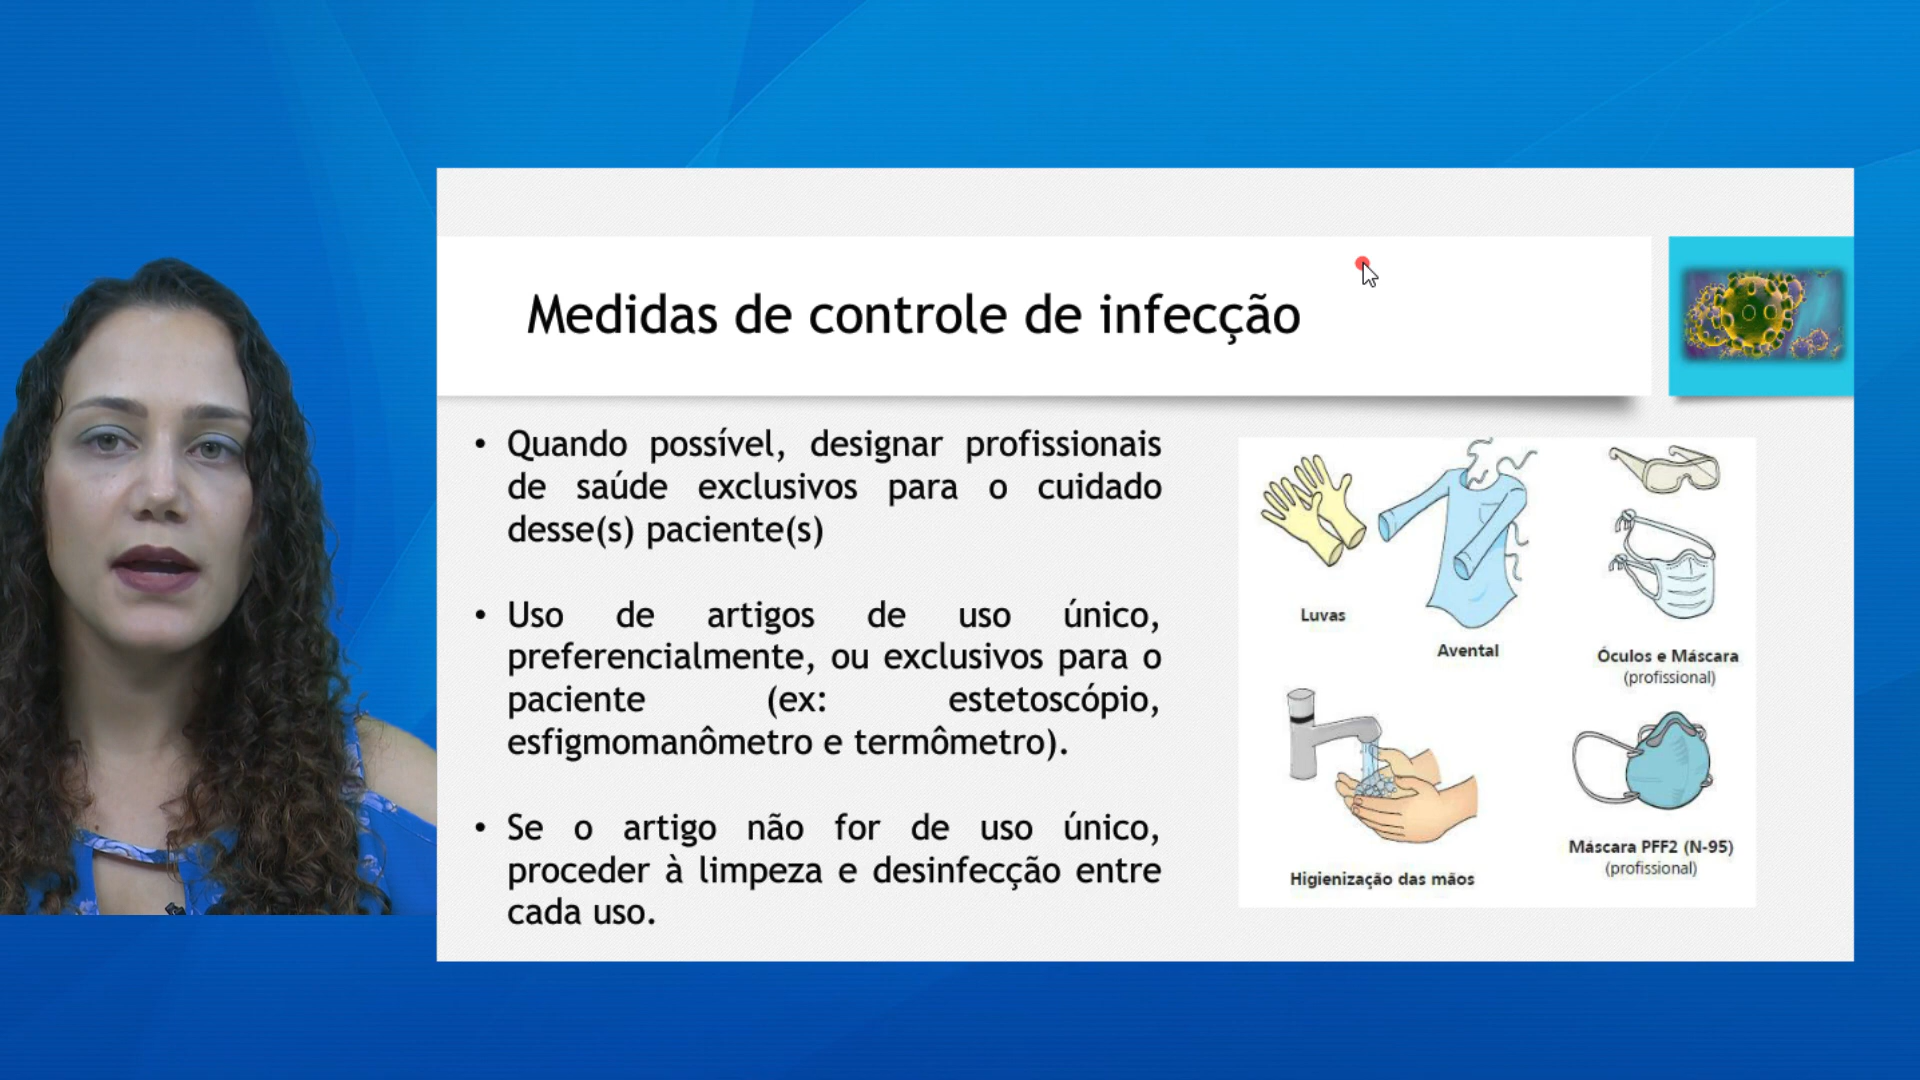 Medidas de controle de infecção
• Quando possível, designar profissionais
de saúde exclusivos para o cuidado
desse(s) paciente(s)
• Uso de artigos de uso único,
preferencialmente, ou exclusivos para o
paciente (ex: estetoscópio,
esfigmomanômetro e termômetro).
• Se o artigo não for de uso único,
proceder à limpeza e desinfecção entre
cada uso.
Luvas
Avental
Óculos e Máscara
(profissional)
Higienização das mãos
Máscara PFF2 (N-95)
(profissional)